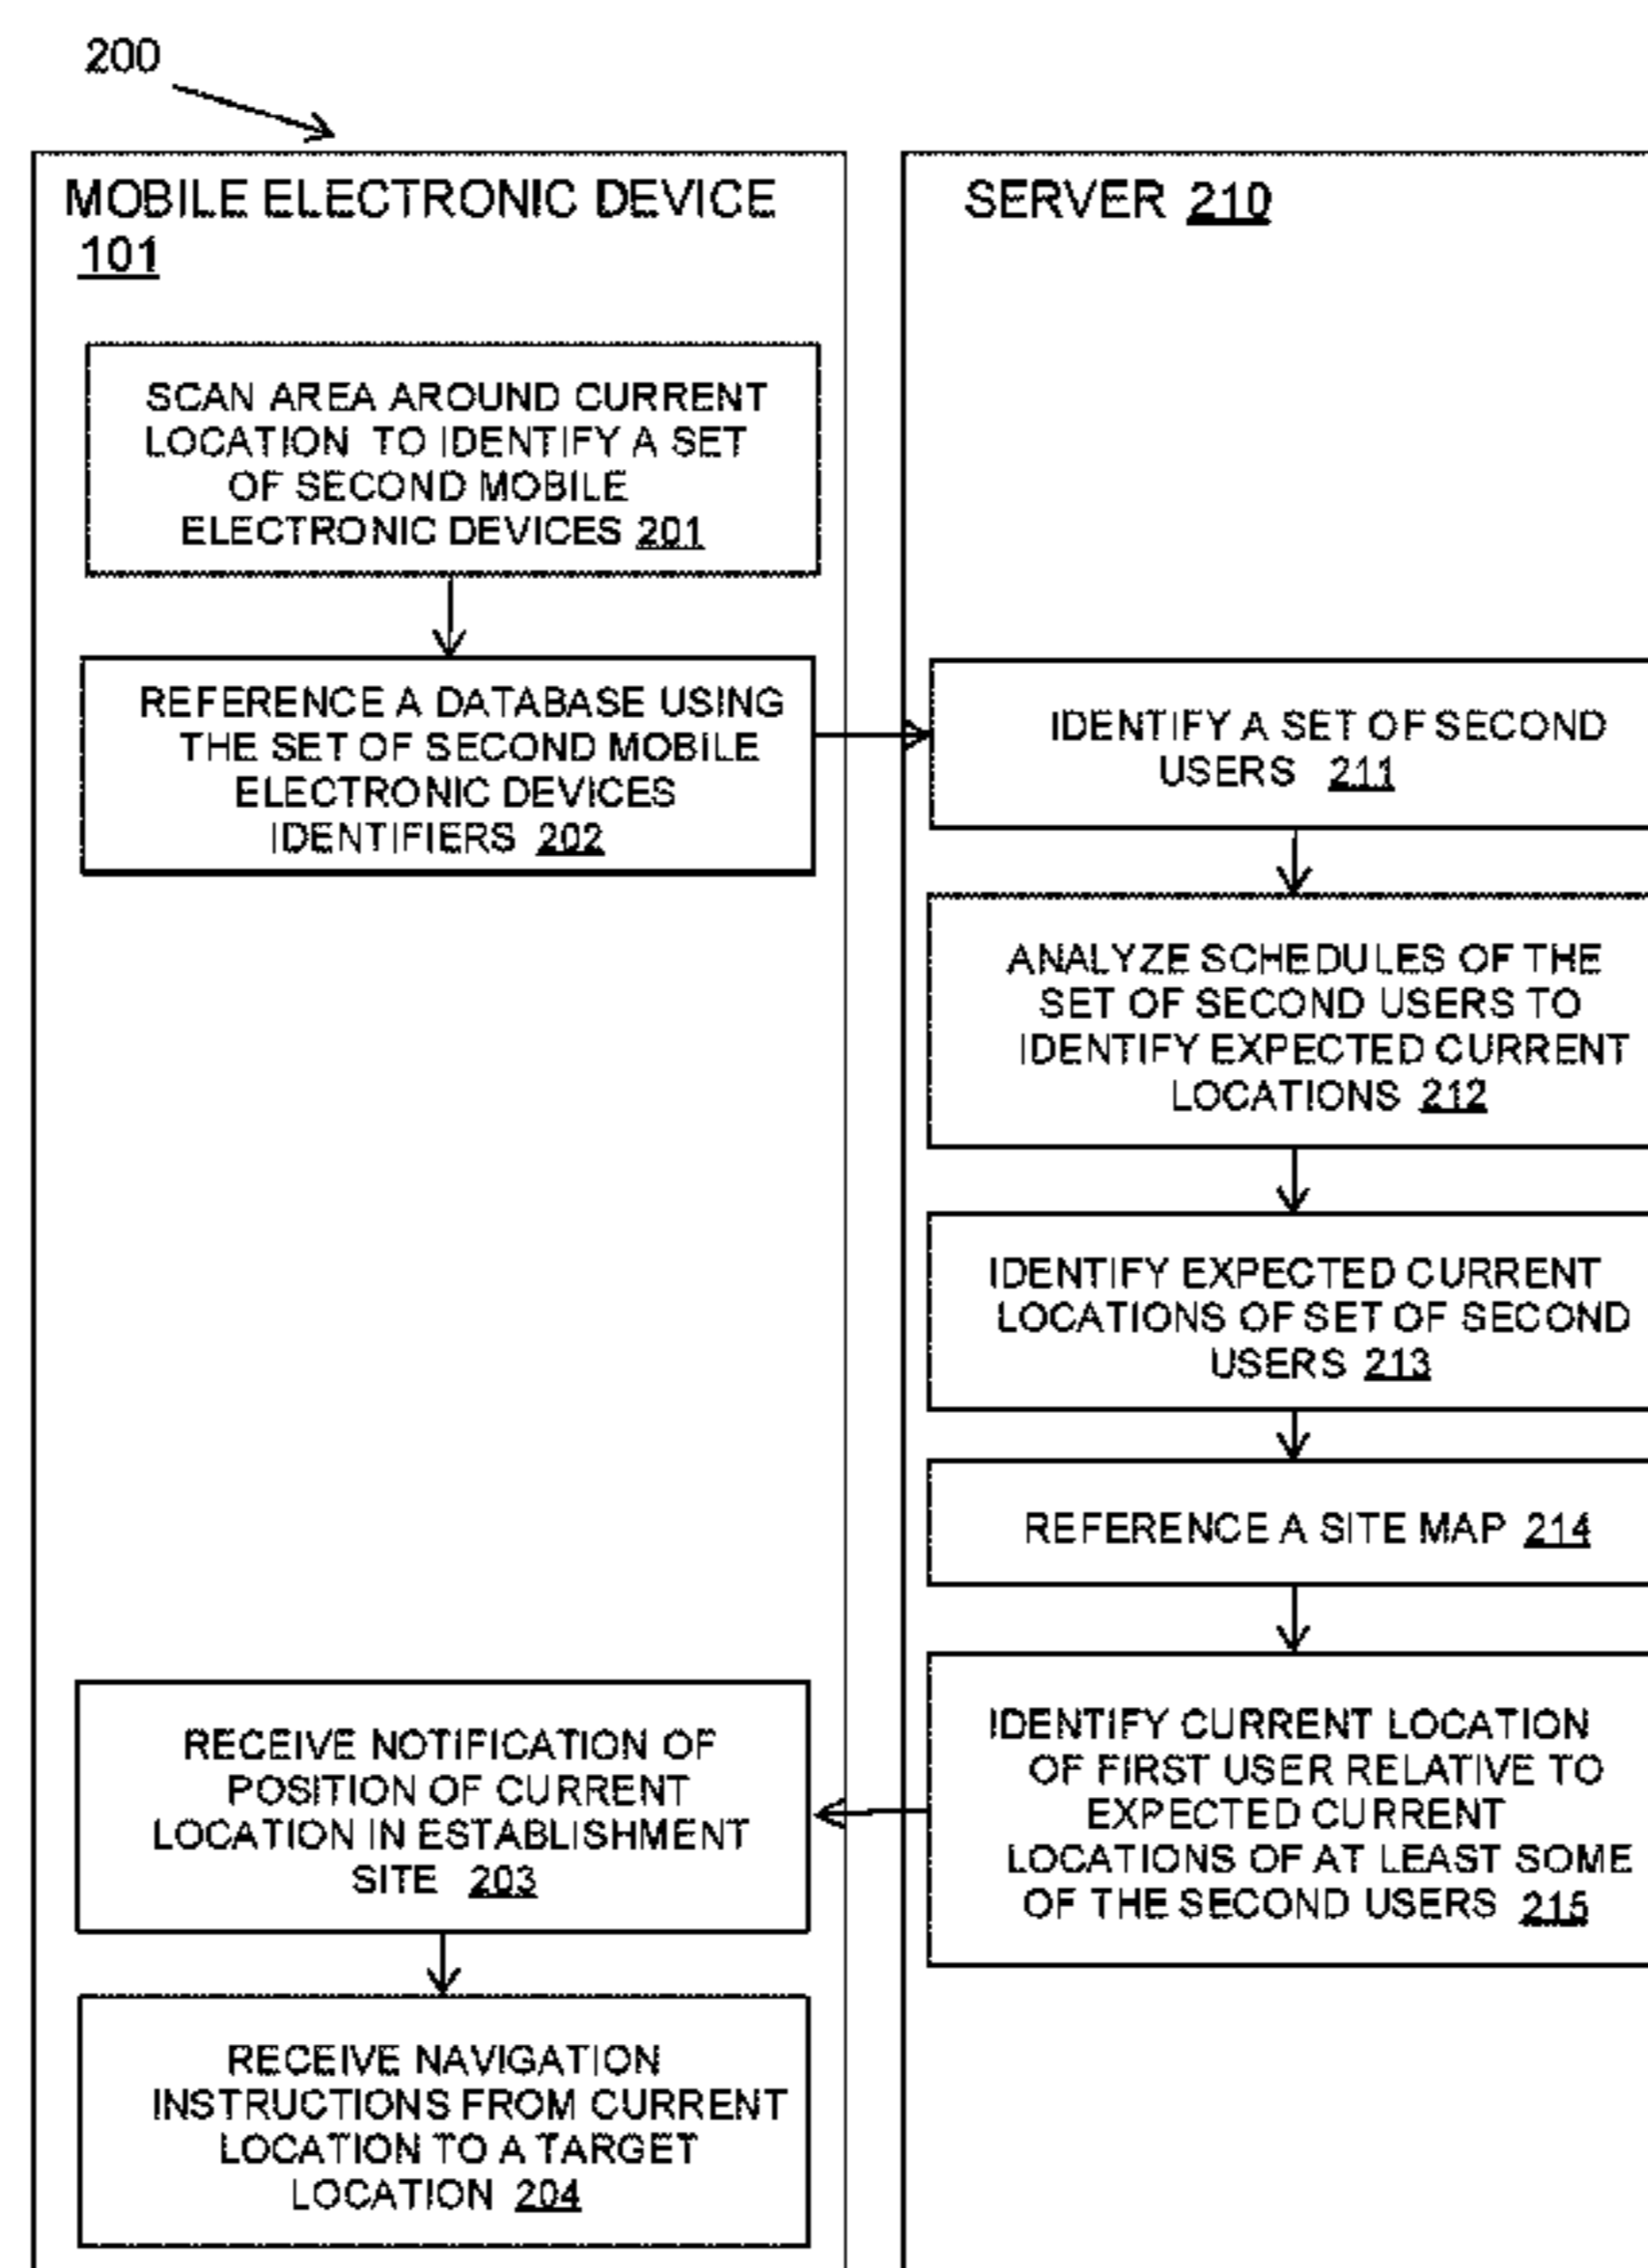 200
MOBILE ELECTRONIC DEVICE
101
SCAN AREA AROUND CURRENT
LOCATION TO IDENTIFY A SET
OF SECOND MOBILE
ELECTRONIC DEVICES 201
REFERENCE A DATABASE USING
THE SET OF SECOND MOBILE
ELECTRONIC DEVICES
IDENTIFIERS 202
RECEIVE NOTIFICATION OF
POSITION OF CURRENT
LOCATION IN ESTABLISHMENT
SITE 203
RECEIVE NAVIGATION
INSTRUCTIONS FROM CURRENT
LOCATION TO A TARGET
LOCATION 204
SERVER 210
IDENTIFY A SET OF SECOND
USERS 211
ANALYZE SCHEDULES OF THE
SET OF SECOND USERS TO
IDENTIFY EXPECTED CURRENT
LOCATIONS 212
IDENTIFY EXPECTED CURRENT
LOCATIONS OF SET OF SECOND
USERS 213
REFERENCE A SITE MAP 214
IDENTIFY CURRENT LOCATION
OF FIRST USER RELATIVE TO
EXPECTED CURRENT
LOCATIONS OF AT LEAST SOME
OF THE SECOND USERS 215